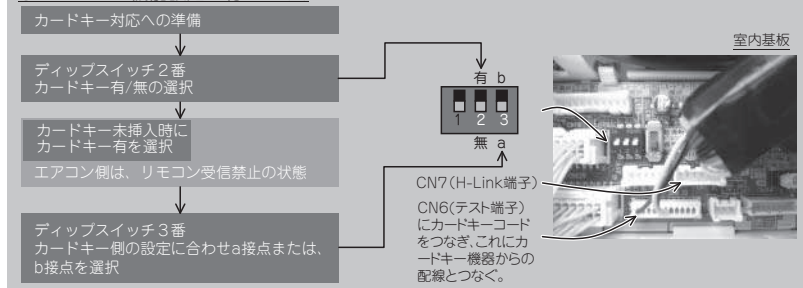 カードキー対応への準備
ディップスイッチ2番
カードキー有/無の選択
カードキー未挿入時に
カードキー有を選択
エアコン側は、リモコン受信禁止の状態
ディップスイッチ3番
カードキー側の設定に合わせa接点または、
b接点を選択
有 b
1 2 3
無 a
室内基板
CN7(H-Link端子)
CN6(テスト端子)
にカードキーコード
をつなぎ、これにカ
ードキー機器からの
配線とつなぐ。